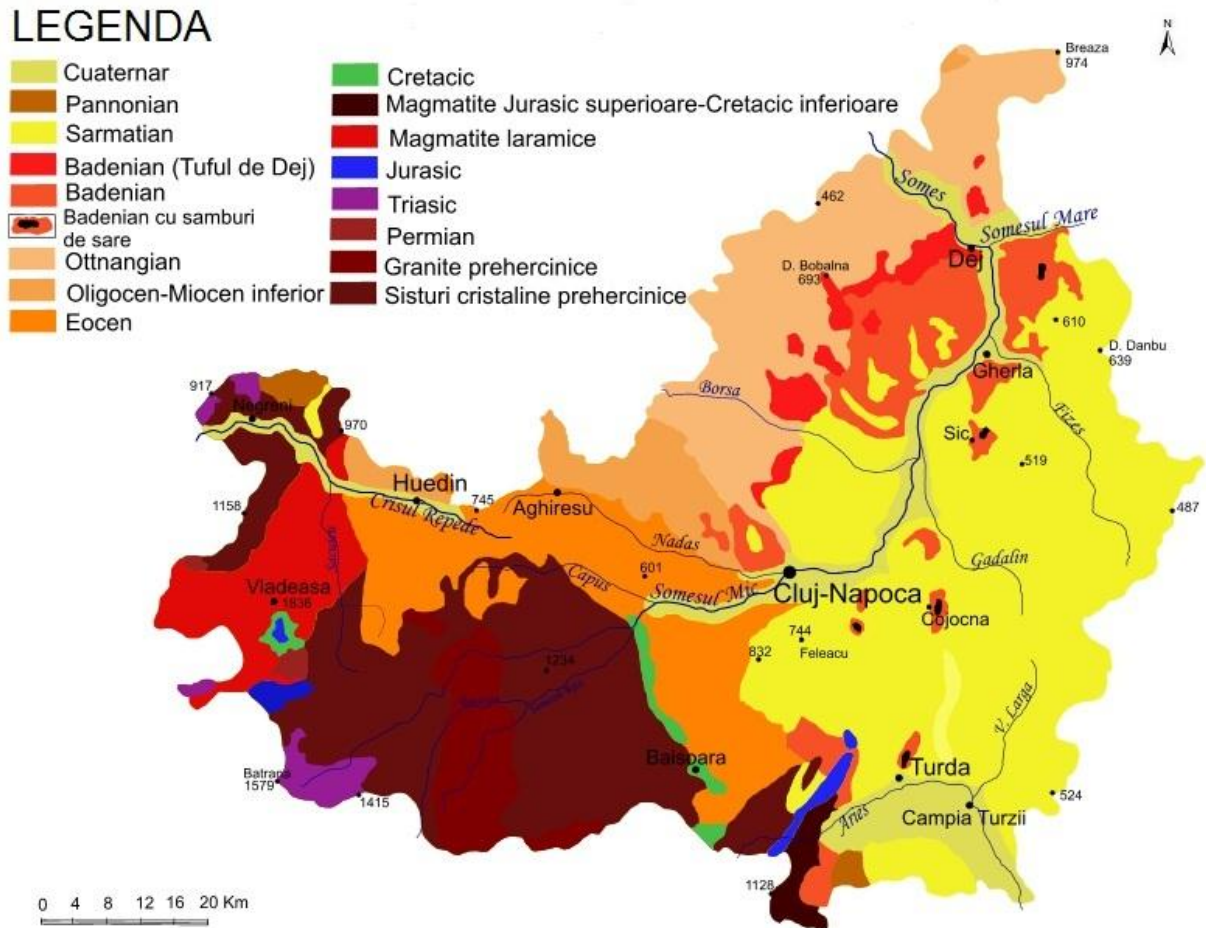 LEGENDA
Cuaternar
Pannonian
Sarmatian
Badenian (Tuful de Dej)
Badenian
Badenian cu samburi
de sare
Ottnangian
Oligocen-Miocen inferior
Eocen
Cretacic
Magmatite Jurasic superioare-Cretacic inferioare
Magmatite laramice
Jurasic
Triasic
Permian
Granite prehercinice
Sisturi cristaline prehercinice
N
Breaza
974
Somes
462
Somesul Mare
Dej
D. Bobalna
693
610
D. Danbu
639
Gherla
917
Negreni
Borsa
Fizes
970
Sic
519
Huedin
745
Aghiresu
487
1158
Crisul Repede
Nadas
Gadalin
Capus
601
Somesul Mic
Cluj-Napoca
Vladeasa
1836
Cojocna
744
Feleacu
832
1234
V. Larga
Baisoara
Turda
Batrana
1579
1415
524
Aries
Campia Turzii
1128
0 4 8 12 16 20 Km